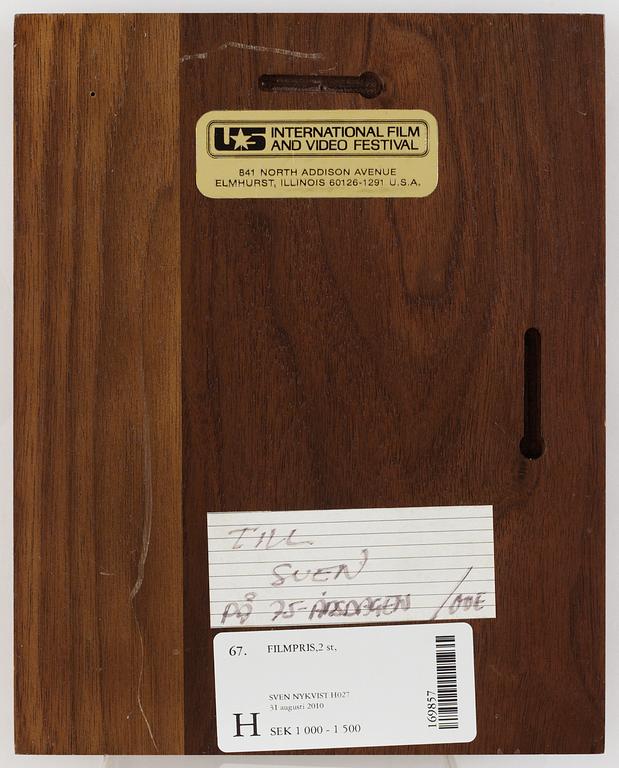 US INTERNATIONAL FILM
AND VIDEO FESTIVAL
841 NORTH ADDISON AVENUE
ELMHURST, ILLINOIS 60126-1291 U.S.A.
TILL
SVEN
PÅ 75-ÅRSDAGEN
67. FILMPRIS,2 st,
SVEN NYKVIST H027
31 augusti 2010
H SEK 1 000 - 1 500
169857